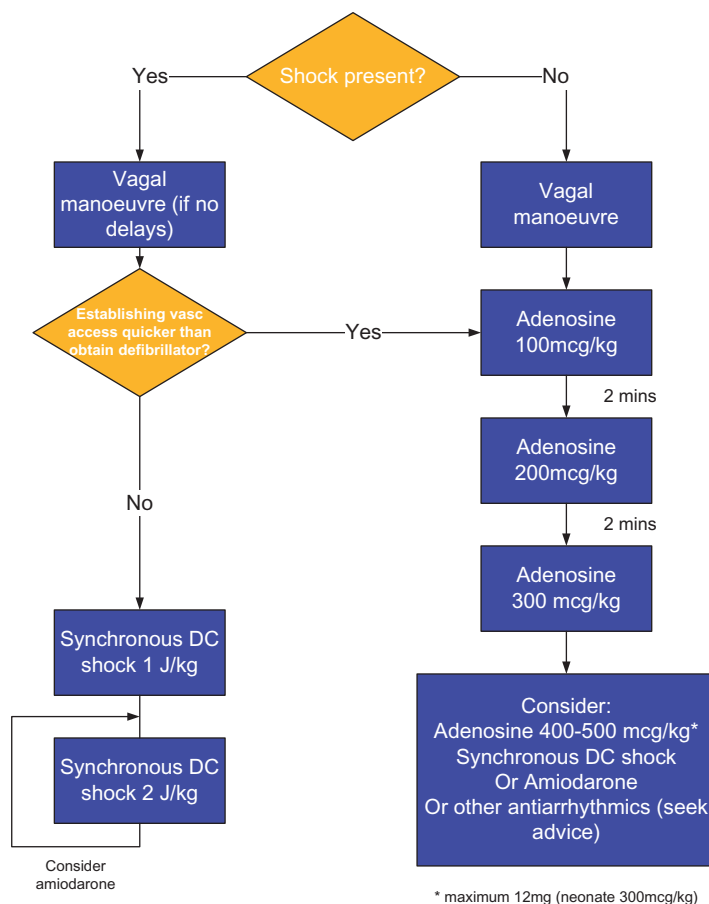 Shock present?
Yes
No
Vagal
manoeuvre (if no
delays)
Vagal
manoeuvre
Establishing vasc
access quicker than
obtain defibrillator?
Yes
Adenosine
100mcg/kg
2 mins
Adenosine
200mcg/kg
2 mins
No
Adenosine
300 mcg/kg
Synchronous DC
shock 1 J/kg
Synchronous DC
shock 2 J/kg
Consider
amiodarone
Consider:
Adenosine 400-500 mcg/kg*
Synchronous DC shock
Or Amiodarone
Or other antiarrhythmics (seek
advice)
* maximum 12mg (neonate 300mcg/kg)